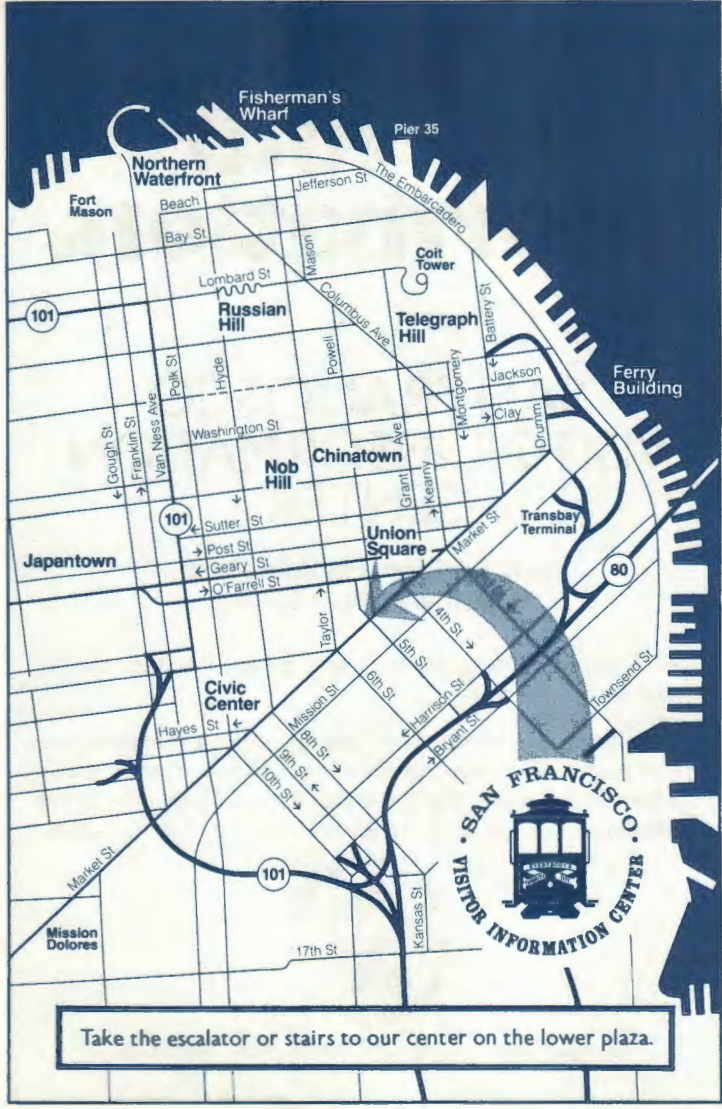 Fisherman's
Wharf
Pier 35
Northern
Waterfront
The Embarcadero
Jefferson St
Fort
Mason
Beach
Bay St
Mason
Coit
Tower
Lombard St
101
Russian
Hill
Columbus Ave
Telegraph
Hill
Battery St
Polk St
Hyde
Powell
Jackson
Ferry
Building
Van Ness Ave
Montgomery
Clay
Drumm
Gough St
Franklin St
Washington St
Chinatown
Grant
Ave
Kearny
Nob
Hill
101
Sutter St
Union
Square
Market St
Transbay
Terminal
Japantown
Post St
Geary St
O'Farrell St
80
Taylor
4th St
5th St
6th St
Townsend St
Civic
Center
Mission St
Harrison St
Hayes St
8th St
Bryant St
9th St
10th St
SAN FRANCISCO
VISITOR INFORMATION CENTER
Market St
101
Kansas St
Mission
Dolores
17th St
Take the escalator or stairs to our center on the lower plaza.